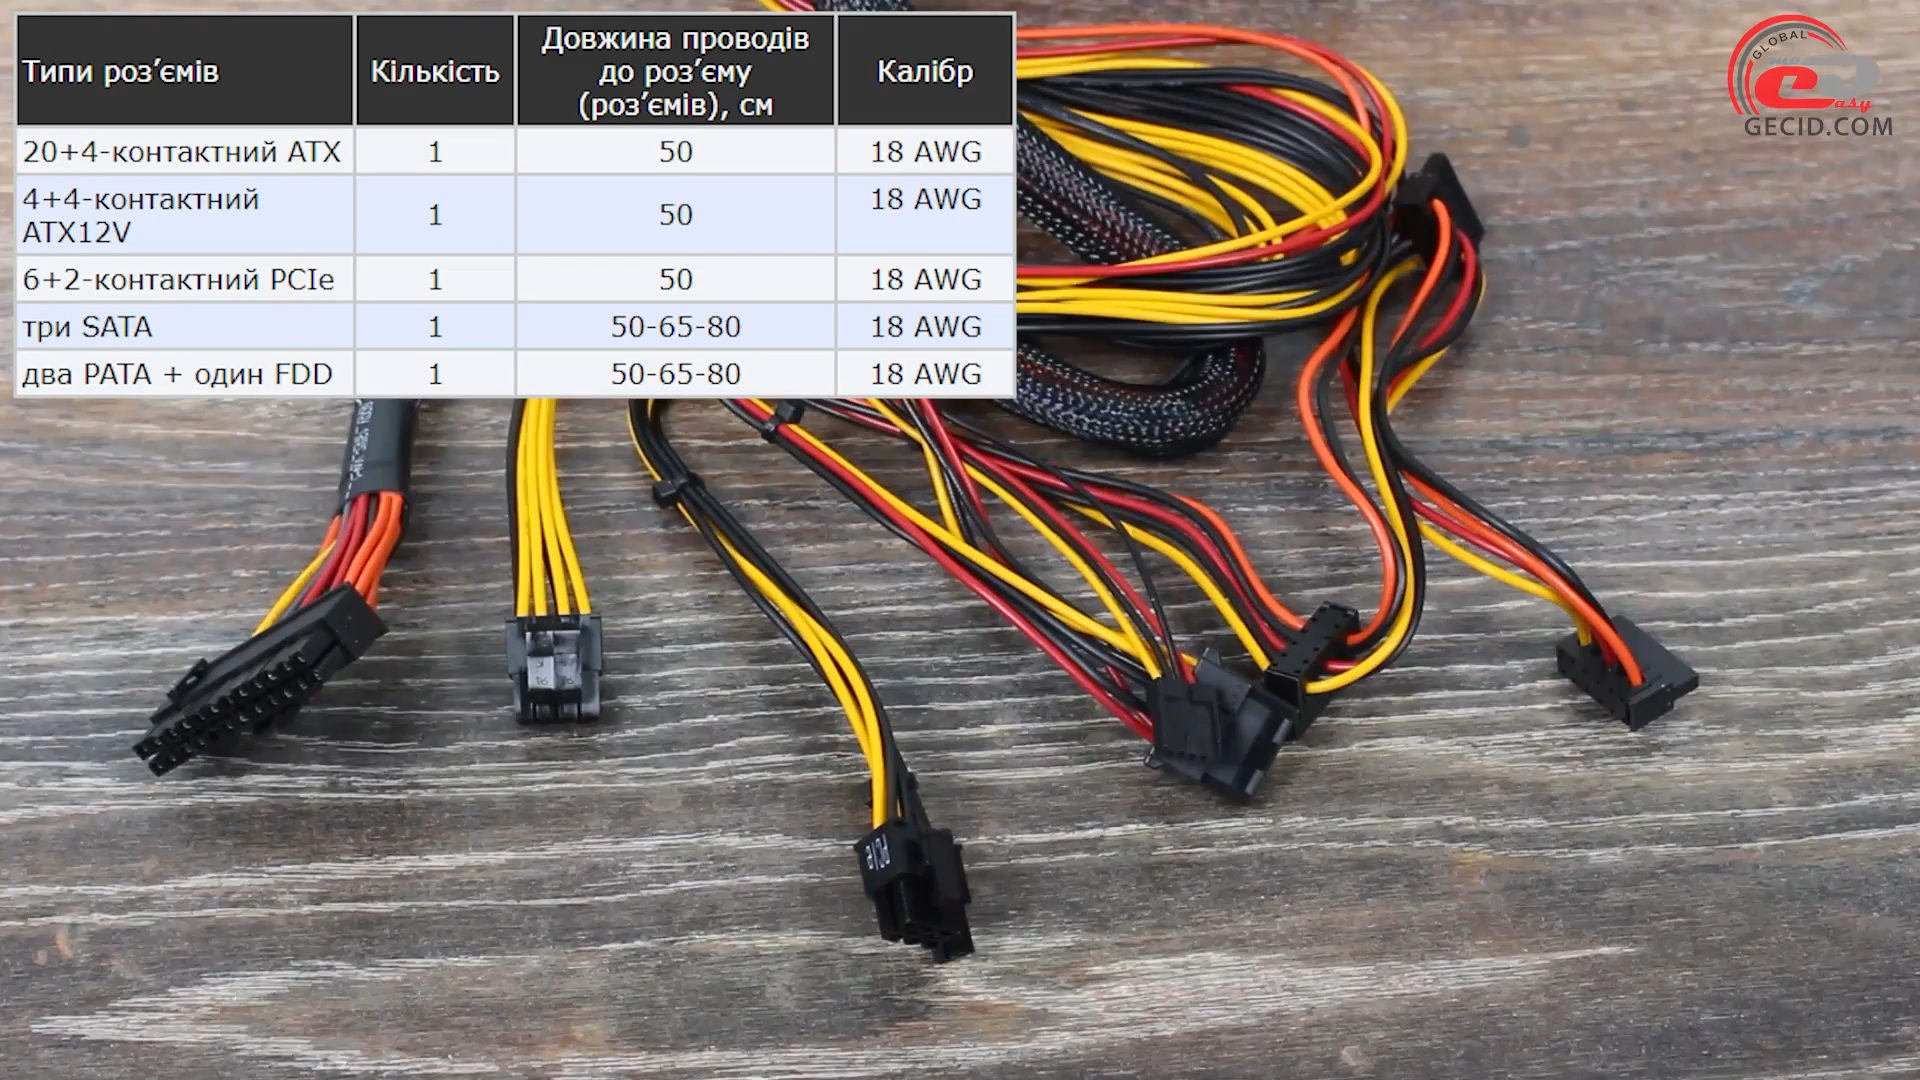 Типи роз’ємів Кількість Довжина проводів до роз’єму (роз’ємів), см Калібр
20+4-контактний ATX 1 50 18 AWG
4+4-контактний ATX12V 1 50 18 AWG
6+2-контактний PCIe 1 50 18 AWG
три SATA 1 50-65-80 18 AWG
два PATA + один FDD 1 50-65-80 18 AWG
GLOBAL
easy
GECID.COM
PCIe